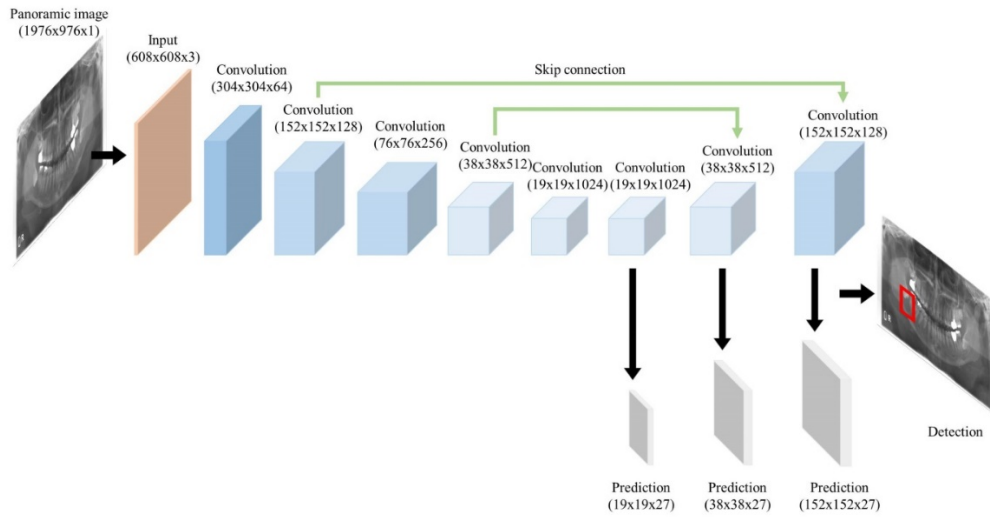 Panoramic image
(1976x976x1)
Input
(608x608x3)
Convolution
(304x304x64)
Convolution
(152x152x128)
Convolution
(76x76x256)
Convolution
(38x38x512)
Convolution
(19x19x1024)
Convolution
(19x19x1024)
Convolution
(38x38x512)
Convolution
(152x152x128)
Skip connection
Detection
Prediction
(19x19x27)
Prediction
(38x38x27)
Prediction
(152x152x27)